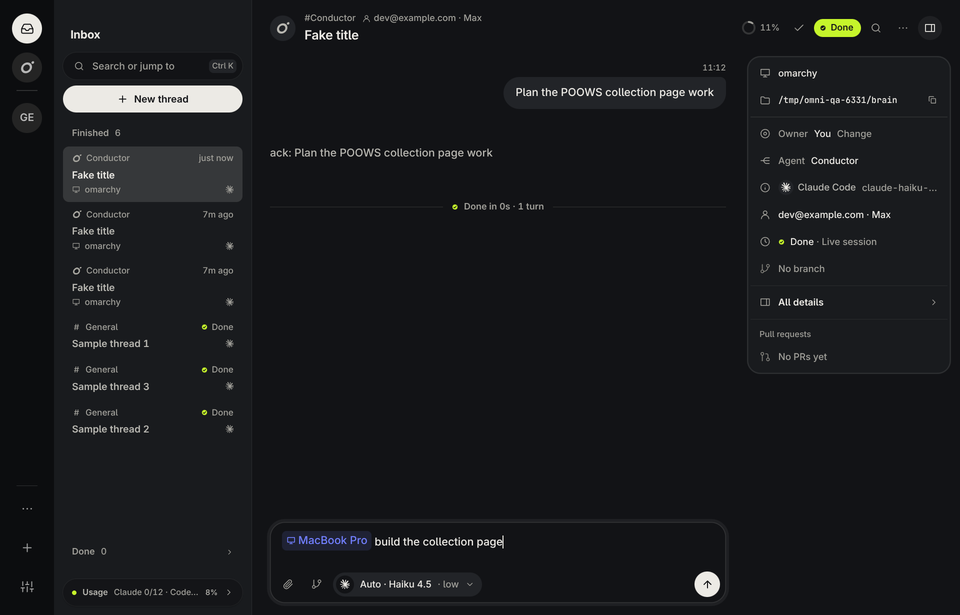 GE
Inbox
Search or jump to Ctrl K
+ New thread
Finished 6
Conductor just now
Fake title
omarchy
Conductor 7m ago
Fake title
omarchy
Conductor 7m ago
Fake title
omarchy
# General Done
Sample thread 1
# General Done
Sample thread 3
# General Done
Sample thread 2
Done 0
Usage Claude 0/12 · Code... 8%
#Conductor dev@example.com · Max
Fake title
11% Done
11:12
Plan the POOWS collection page work
ack: Plan the POOWS collection page work
Done in 0s · 1 turn
MacBook Pro build the collection page
Auto · Haiku 4.5 · low
omarchy
/tmp/omni-qa-6331/brain
Owner You Change
Agent Conductor
Claude Code claude-haiku-...
dev@example.com · Max
Done · Live session
No branch
All details
Pull requests
No PRs yet